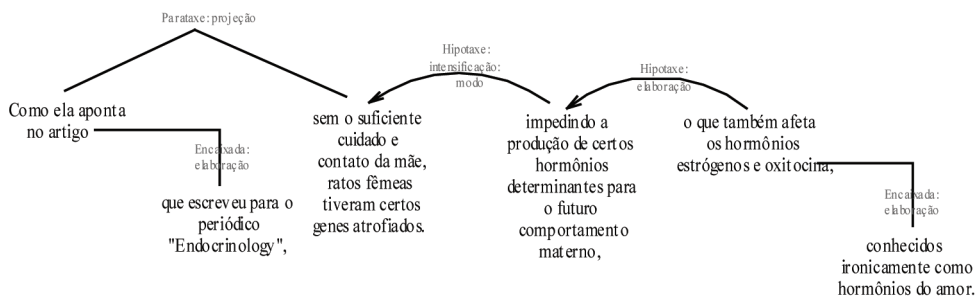 Parataxe: projeção
Hipotaxe:
intensificação:
modo
Hipotaxe:
elaboração
Como ela aponta
no artigo
Encaixada:
elaboração
que escreveu para o
periódico
"Endocrinology",
sem o suficiente
cuidado e
contato da mãe,
ratos fêmeas
tiveram certos
genes atrofiados.
impedindo a
produção de certos
hormônios
determinantes para
o futuro
comportamento
materno,
o que também afeta
os hormônios
estrógenos e oxitocina,
Encaixada:
elaboração
conhecidos
ironicamente como
hormônios do amor.